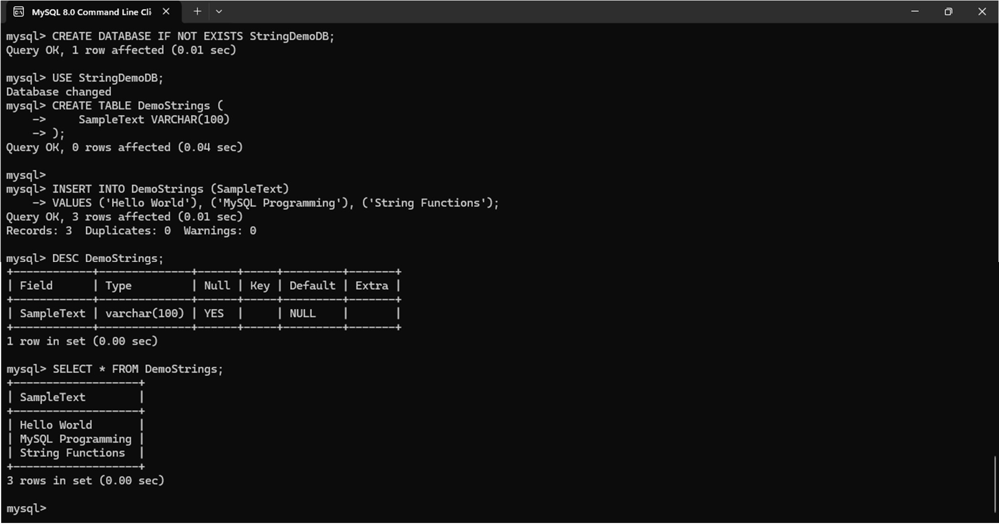 MySQL 8.0 Command Line Cli
mysql> CREATE DATABASE IF NOT EXISTS StringDemoDB;
Query OK, 1 row affected (0.01 sec)

mysql> USE StringDemoDB;
Database changed
mysql> CREATE TABLE DemoStrings (
    ->     SampleText VARCHAR(100)
    -> );
Query OK, 0 rows affected (0.04 sec)

mysql>
mysql> INSERT INTO DemoStrings (SampleText)
    -> VALUES ('Hello World'), ('MySQL Programming'), ('String Functions');
Query OK, 3 rows affected (0.01 sec)
Records: 3  Duplicates: 0  Warnings: 0

mysql> DESC DemoStrings;
+------------+--------------+------+-----+---------+-------+
| Field      | Type         | Null | Key | Default | Extra |
+------------+--------------+------+-----+---------+-------+
| SampleText | varchar(100) | YES  |     | NULL    |       |
+------------+--------------+------+-----+---------+-------+
1 row in set (0.00 sec)

mysql> SELECT * FROM DemoStrings;
+-------------------+
| SampleText        |
+-------------------+
| Hello World       |
| MySQL Programming |
| String Functions  |
+-------------------+
3 rows in set (0.00 sec)

mysql>